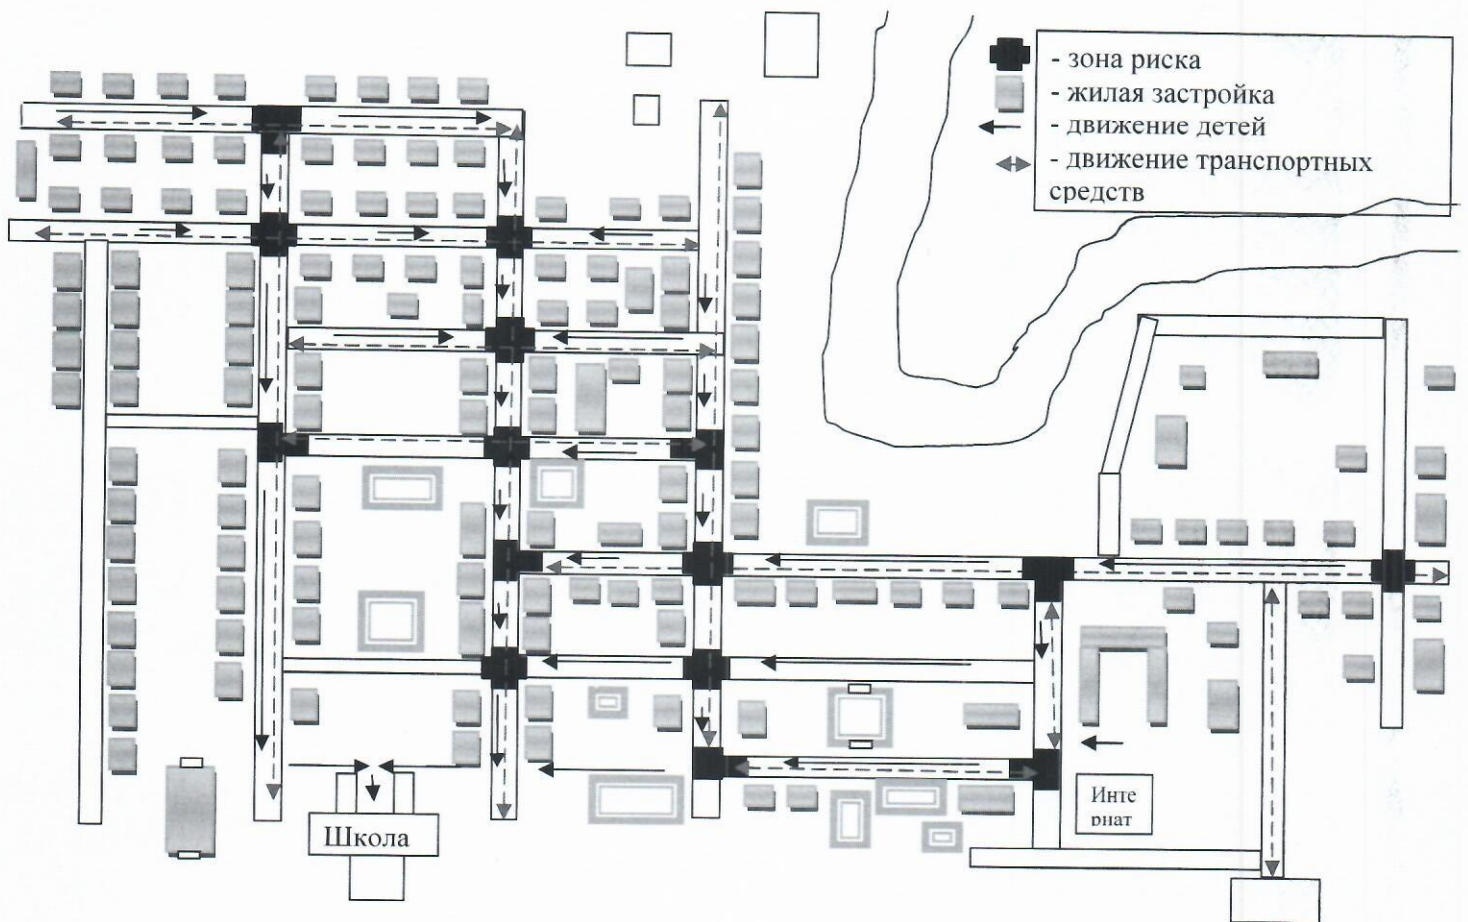 - зона риска
- жилая застройка
- движение детей
- движение транспортных
средств
Инте
рнат
Школа